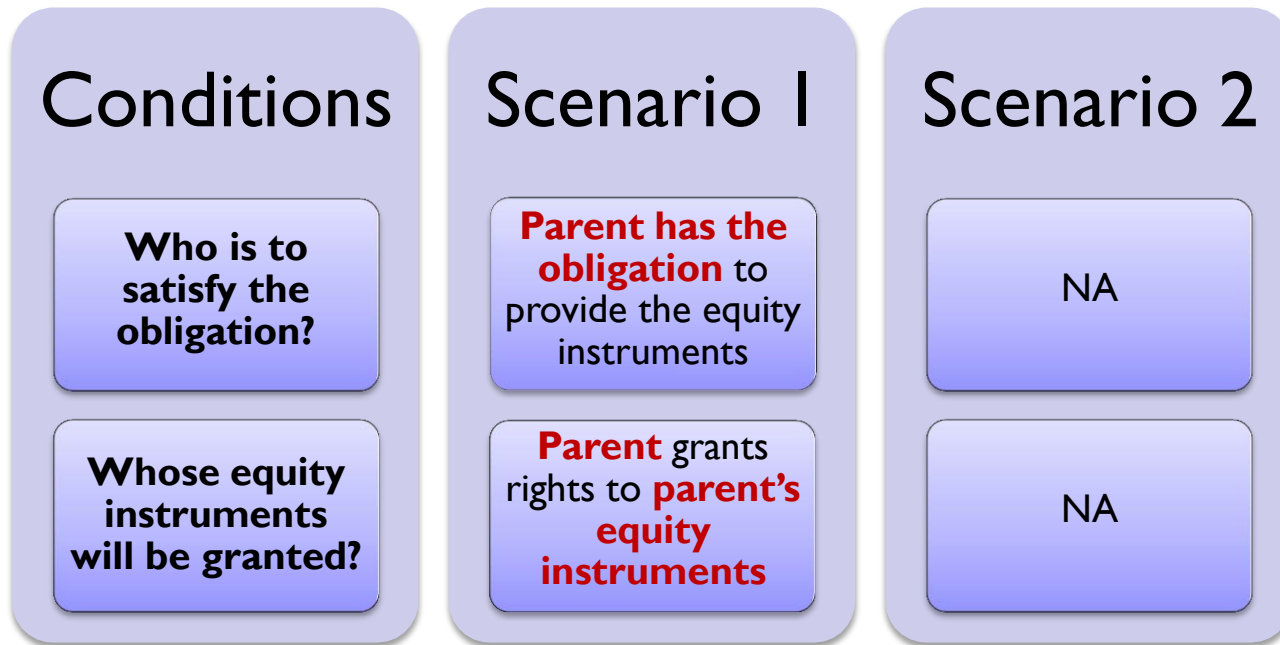 Conditions
Who is to
satisfy the
obligation?
Whose equity
instruments
will be granted?
Scenario 1
Parent has the
obligation to
provide the equity
instruments
Parent grants
rights to parent’s
equity
instruments
Scenario 2
NA
NA